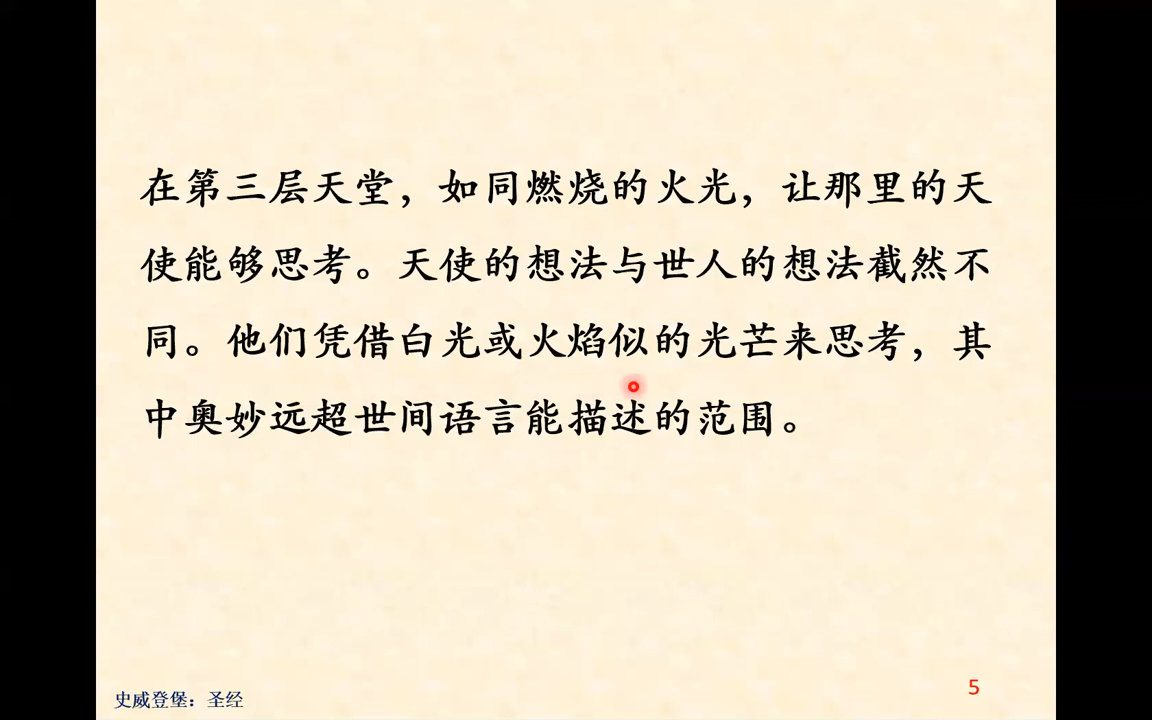 在第三层天堂，如同燃烧的火光，让那里的天
使能够思考。天使的想法与世人的想法截然不
同。他们凭借白光或火焰似的光芒来思考，其
中奥妙远超世间语言能描述的范围。
史威登堡：圣经
5